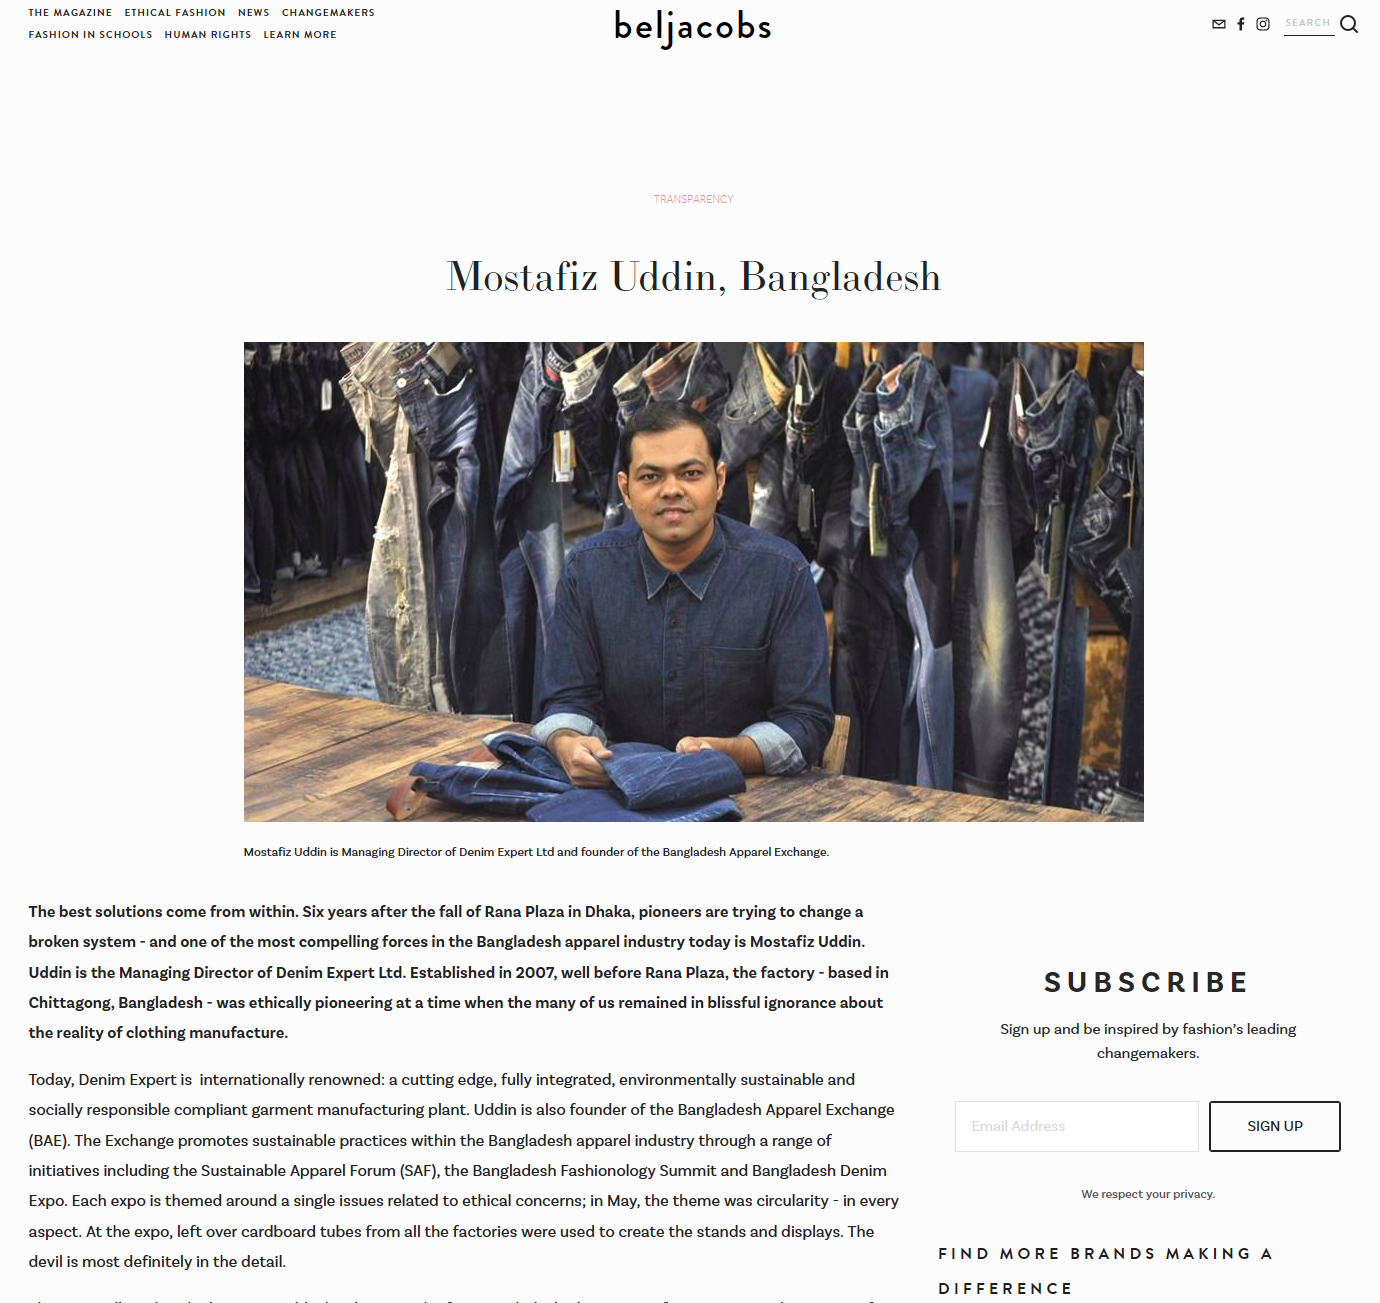 THE MAGAZINE ETHICAL FASHION NEWS CHANGEMAKERS
FASHION IN SCHOOLS HUMAN RIGHTS LEARN MORE
beljacobs
SEARCH
TRANSPARENCY
Mostafiz Uddin, Bangladesh
Mostafiz Uddin is Managing Director of Denim Expert Ltd and founder of the Bangladesh Apparel Exchange.
The best solutions come from within. Six years after the fall of Rana Plaza in Dhaka, pioneers are trying to change a
broken system - and one of the most compelling forces in the Bangladesh apparel industry today is Mostafiz Uddin.
Uddin is the Managing Director of Denim Expert Ltd. Established in 2007, well before Rana Plaza, the factory - based in
Chittagong, Bangladesh - was ethically pioneering at a time when the many of us remained in blissful ignorance about
the reality of clothing manufacture.
Today, Denim Expert is  internationally renowned: a cutting edge, fully integrated, environmentally sustainable and
socially responsible compliant garment manufacturing plant. Uddin is also founder of the Bangladesh Apparel Exchange
(BAE). The Exchange promotes sustainable practices within the Bangladesh apparel industry through a range of
initiatives including the Sustainable Apparel Forum (SAF), the Bangladesh Fashionology Summit and Bangladesh Denim
Expo. Each expo is themed around a single issues related to ethical concerns; in May, the theme was circularity - in every
aspect. At the expo, left over cardboard tubes from all the factories were used to create the stands and displays. The
devil is most definitely in the detail.
SUBSCRIBE
Sign up and be inspired by fashion's leading
changemakers.
Email Address
SIGN UP
We respect your privacy.
FIND MORE BRANDS MAKING A
DIFFERENCE